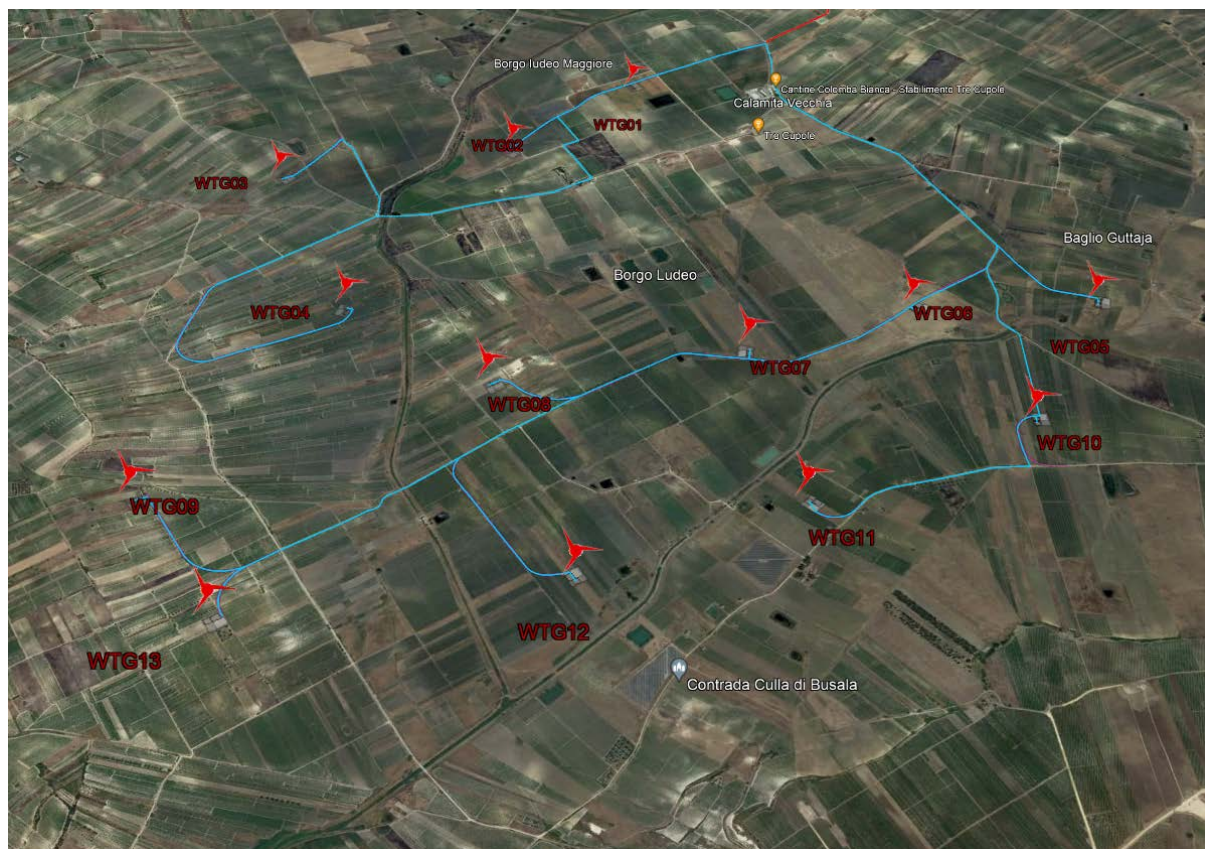 Borgo Iudeo Maggiore
Cantine Colomba Bianca - Stabilimento Tre Cupole
Calamita Vecchia
WTG01
Tre Cupole
WTG02
WTG03
Baglio Guttaja
Borgo Ludeo
WTG04
WTG06
WTG05
WTG07
WTG08
WTG10
WTG09
WTG11
WTG12
WTG13
Contrada Culla di Busala